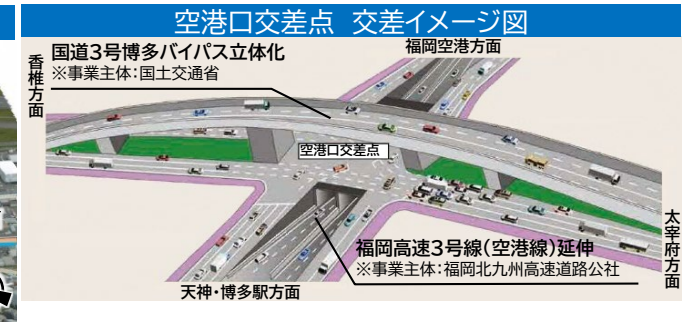 空港口交差点 交差イメージ図
国道3号博多バイパス立体化
※事業主体:国土交通省
福岡空港方面
香椎方面
空港口交差点
太宰府方面
福岡高速3号線(空港線)延伸
※事業主体:福岡北九州高速道路公社
天神・博多駅方面